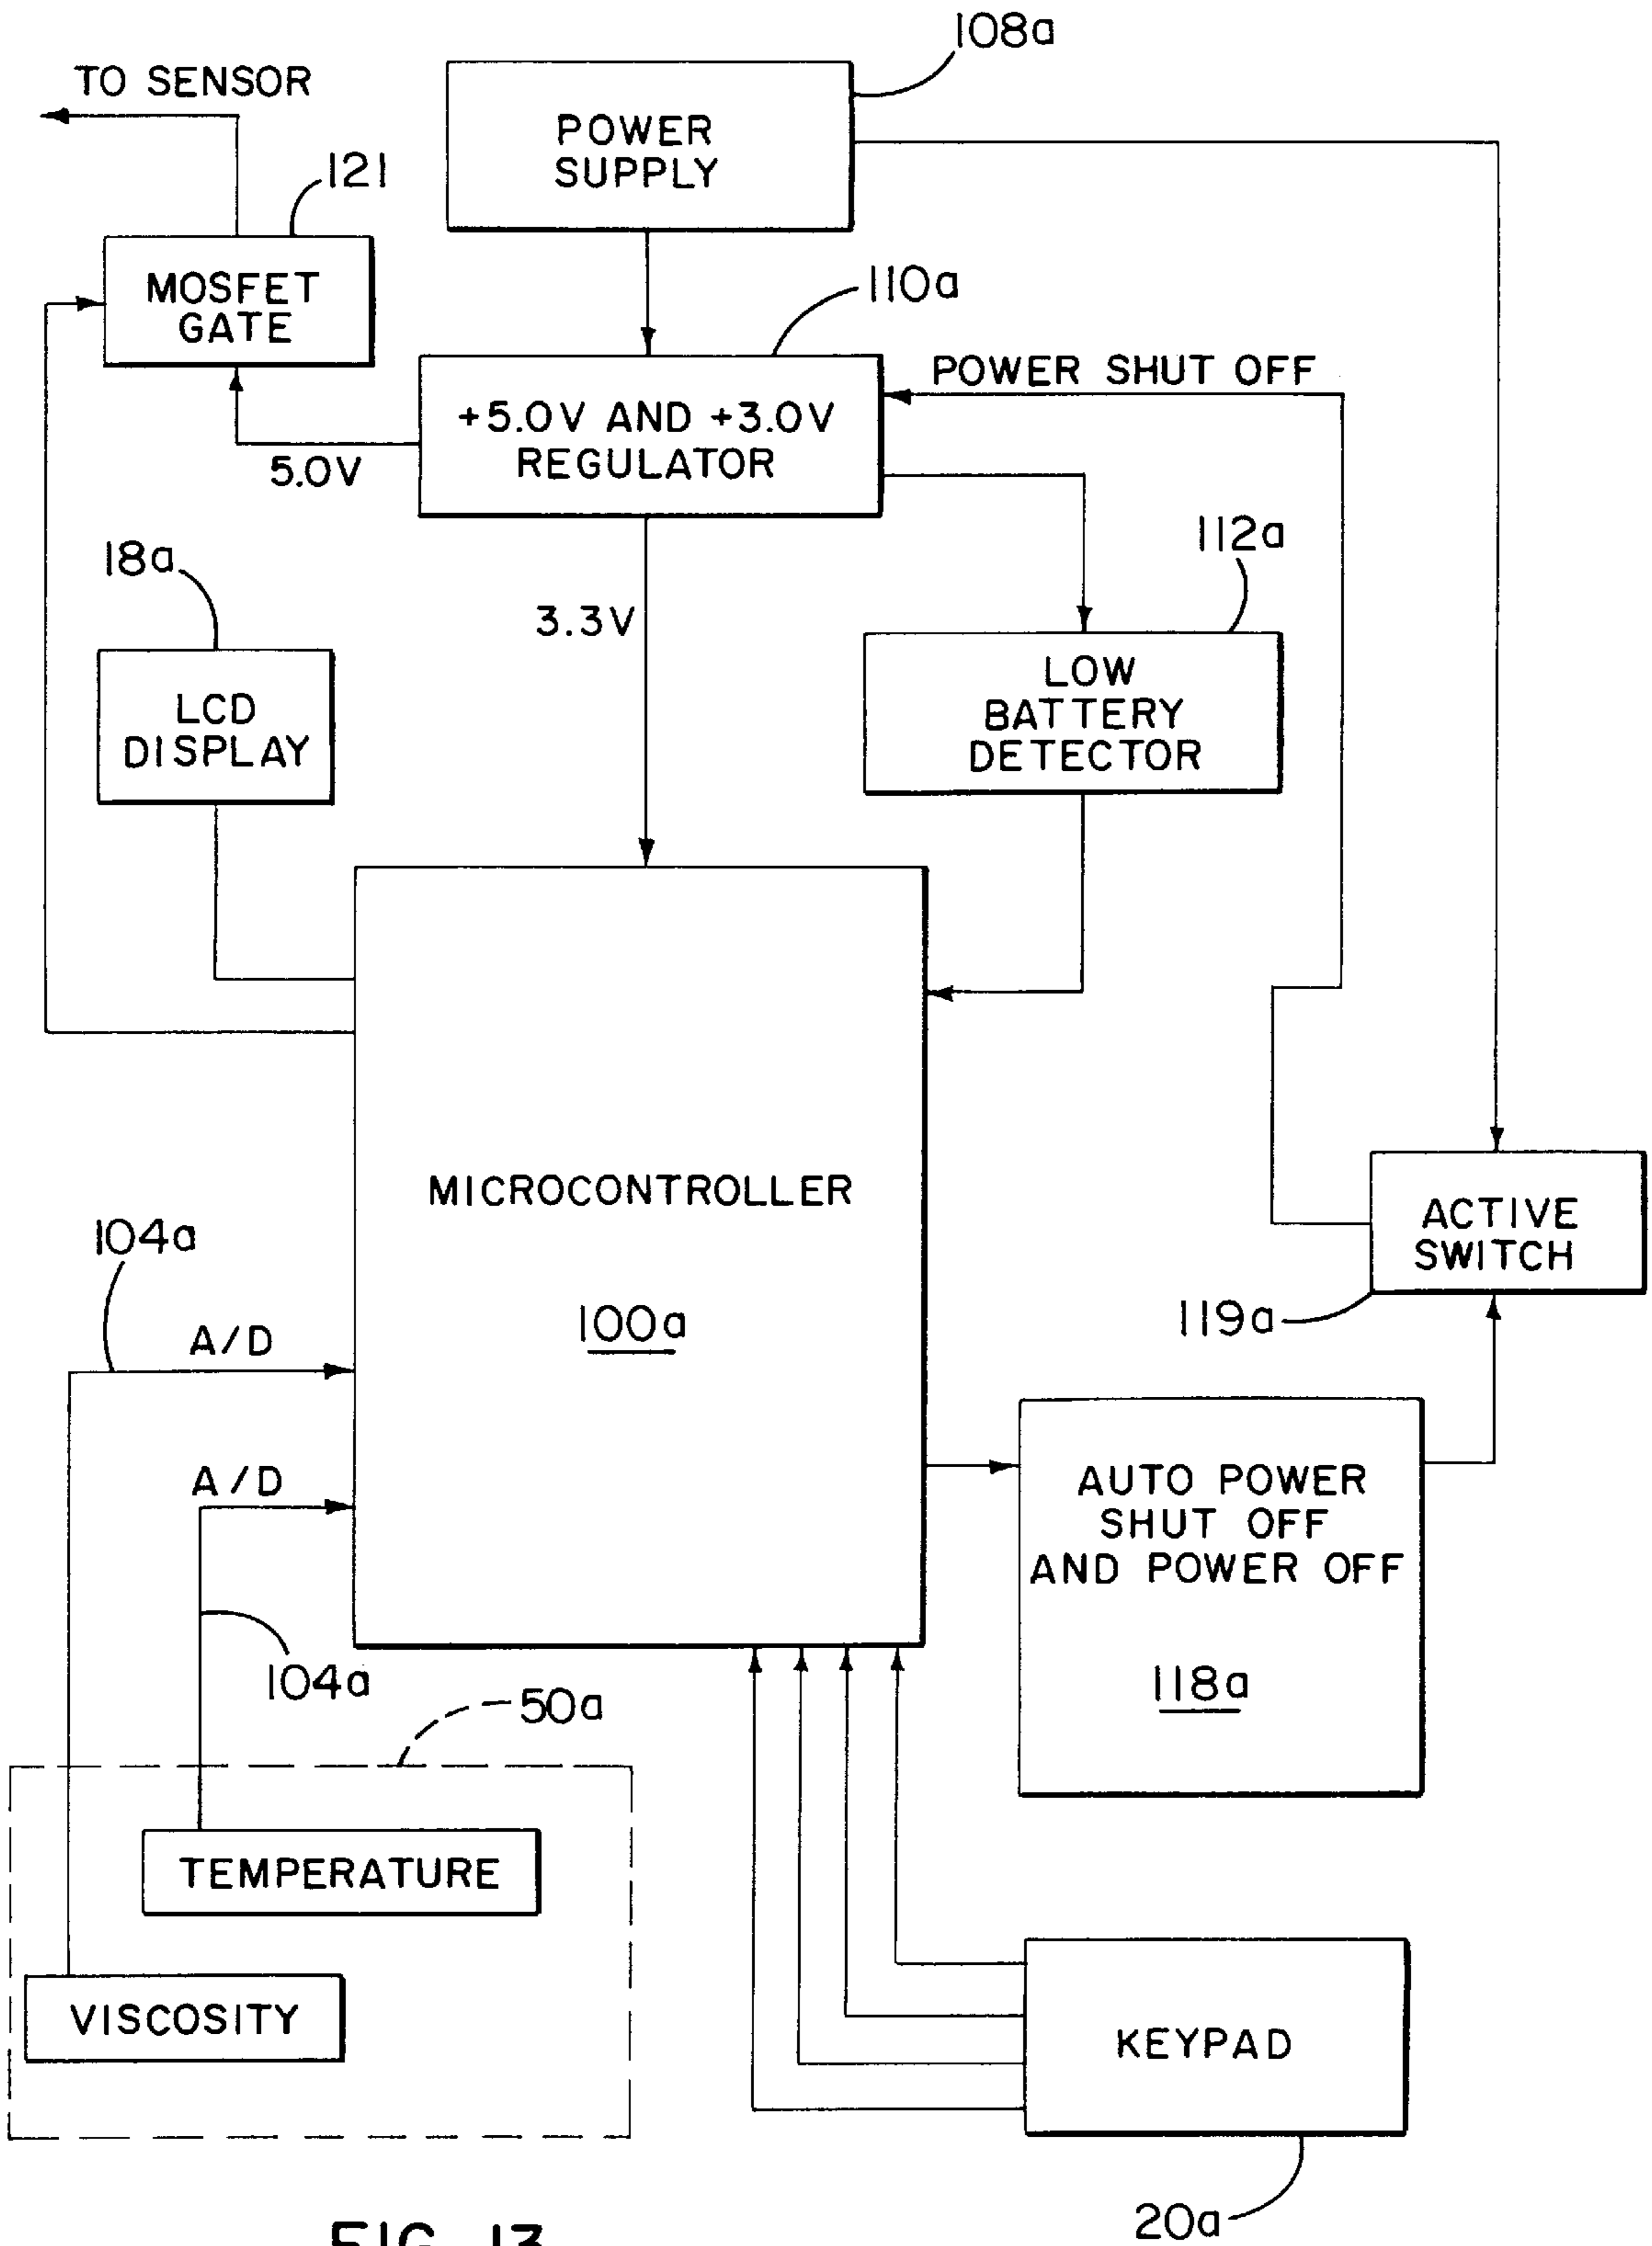 108a
TO SENSOR
POWER
SUPPLY
121
MOSFET
GATE
110a
POWER SHUT OFF
+5.0V AND +3.0V
REGULATOR
5.0V
112a
18a
3.3V
LOW
BATTERY
DETECTOR
LCD
DISPLAY
MICROCONTROLLER
100a
ACTIVE
SWITCH
119a
104a
A/D
A/D
104a
AUTO POWER
SHUT OFF
AND POWER OFF
118a
50a
TEMPERATURE
VISCOSITY
KEYPAD
20a
FIG. 13